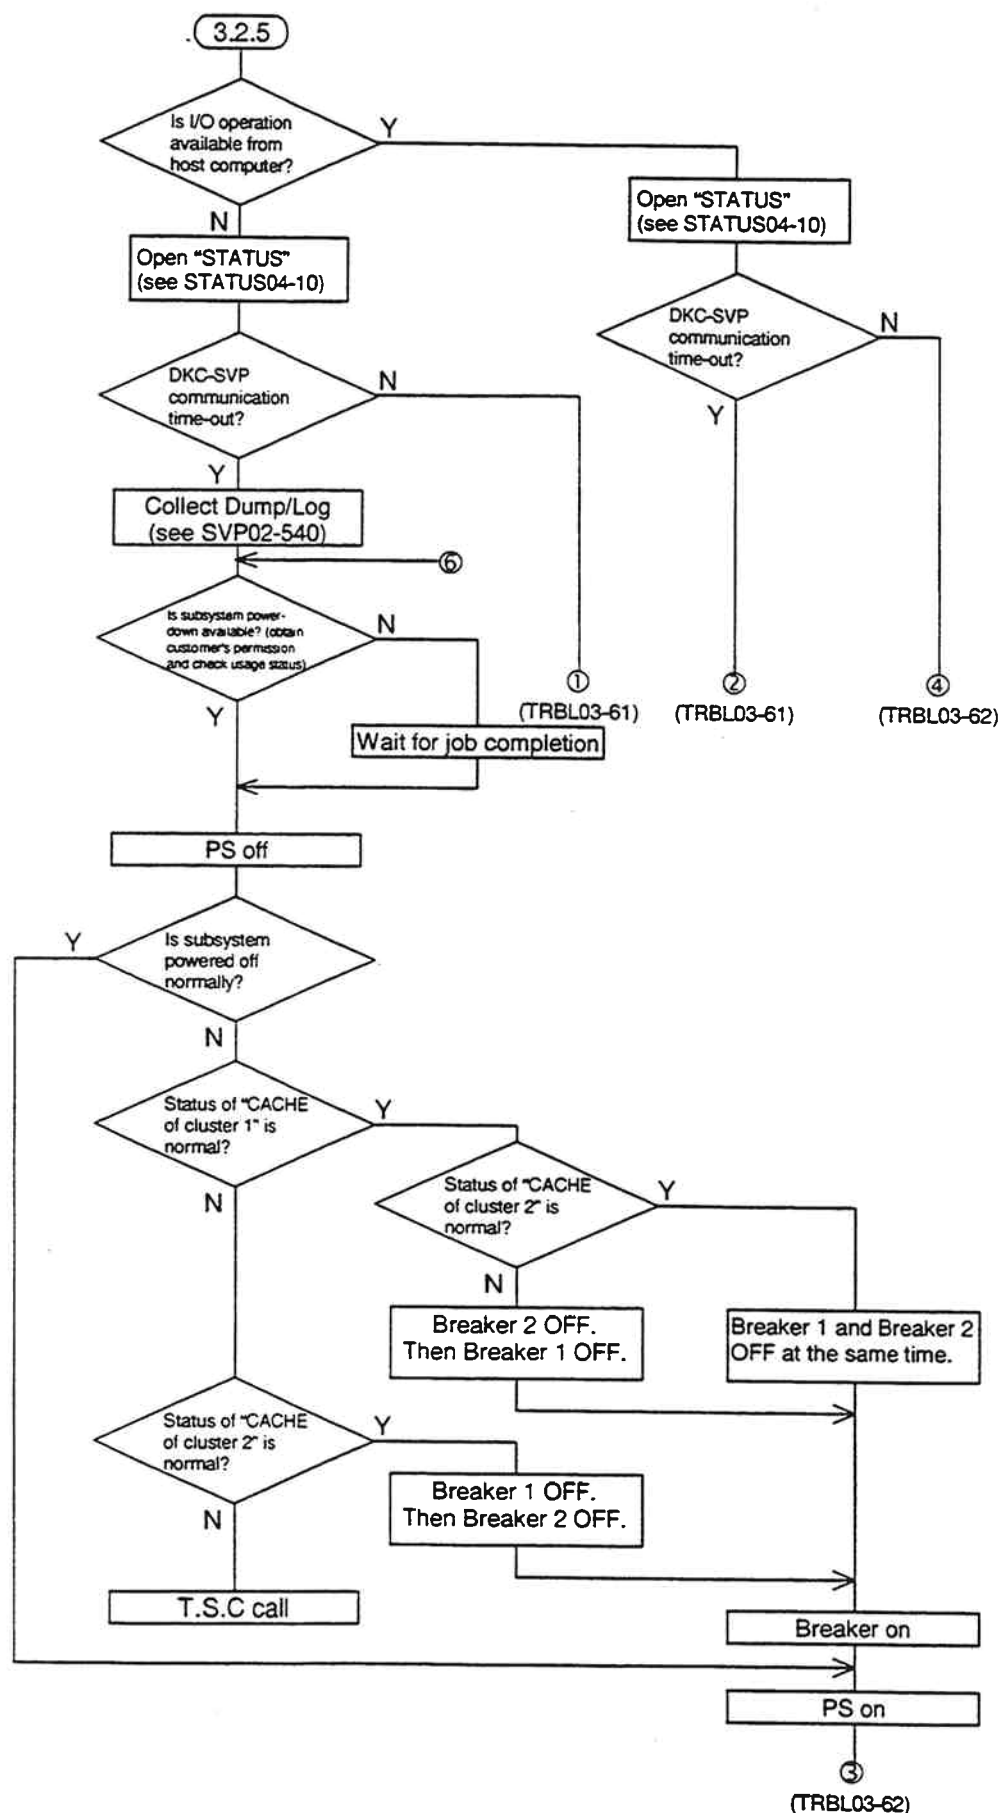 3.2.5
Is I/O operation
available from
host computer?
Y
N
Open "STATUS"
(see STATUS04-10)
Open "STATUS"
(see STATUS04-10)
DKC-SVP
communication
time-out?
N
Y
DKC-SVP
communication
time-out?
N
Y
Collect Dump/Log
(see SVP02-540)
⑥
Is subsystem power-
down available? (obtain
customer's permission
and check usage status)
N
Y
①
(TRBL03-61)
②
(TRBL03-61)
④
(TRBL03-62)
Wait for job completion
PS off
Is subsystem
powered off
normally?
Y
N
Status of "CACHE
of cluster 1" is
normal?
Y
N
Status of "CACHE
of cluster 2" is
normal?
Y
N
Breaker 2 OFF.
Then Breaker 1 OFF.
Breaker 1 and Breaker 2
OFF at the same time.
Status of "CACHE
of cluster 2" is
normal?
Y
N
Breaker 1 OFF.
Then Breaker 2 OFF.
T.S.C call
Breaker on
PS on
③
(TRBL03-62)